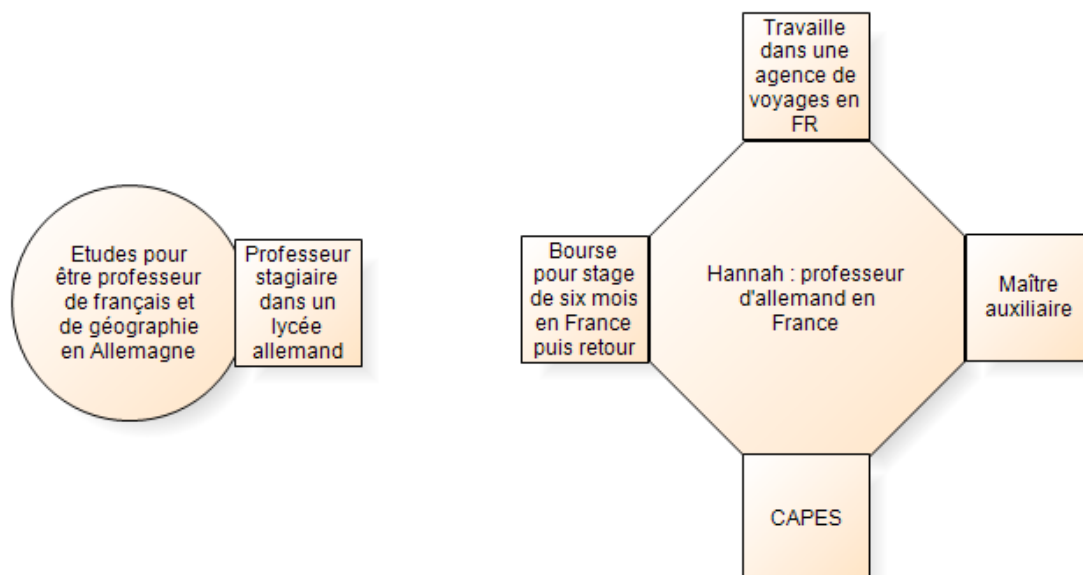 Travaille
dans une
agence de
voyages en
FR
Etudes pour
être professeur
de français et
de géographie
en Allemagne
Professeur
stagiaire
dans un
lycée
allemand
Bourse
pour stage
de six mois
en France
puis retour
Hannah : professeur
d'allemand en
France
Maître
auxiliaire
CAPES